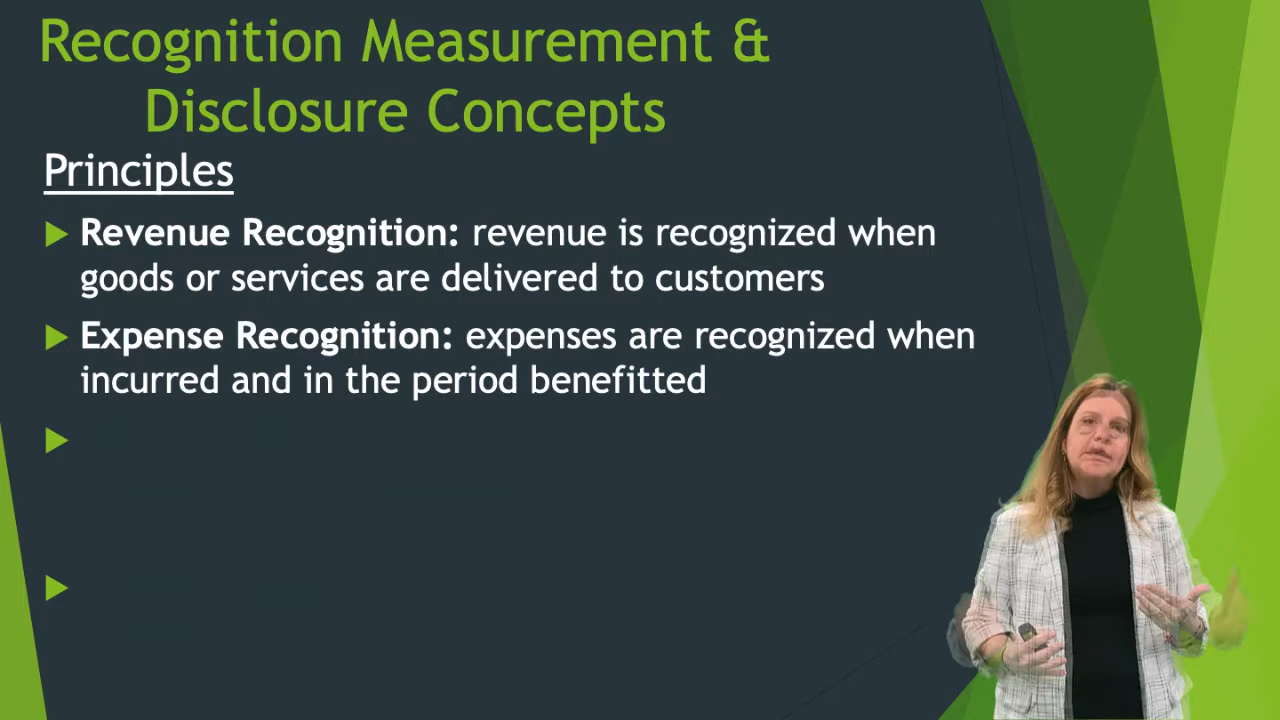 Recognition Measurement &
Disclosure Concepts
Principles
Revenue Recognition: revenue is recognized when
goods or services are delivered to customers
Expense Recognition: expenses are recognized when
incurred and in the period benefitted